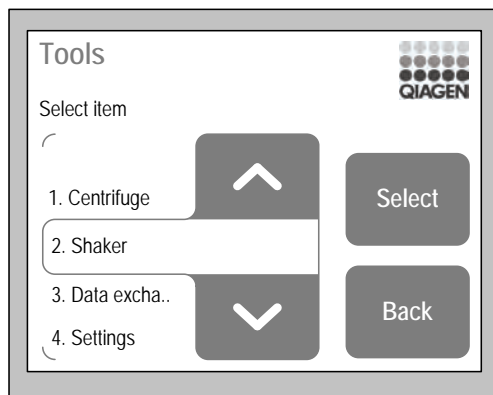 Tools
QIAGEN
Select item
1. Centrifuge
2. Shaker
3. Data excha..
4. Settings
Select
Back